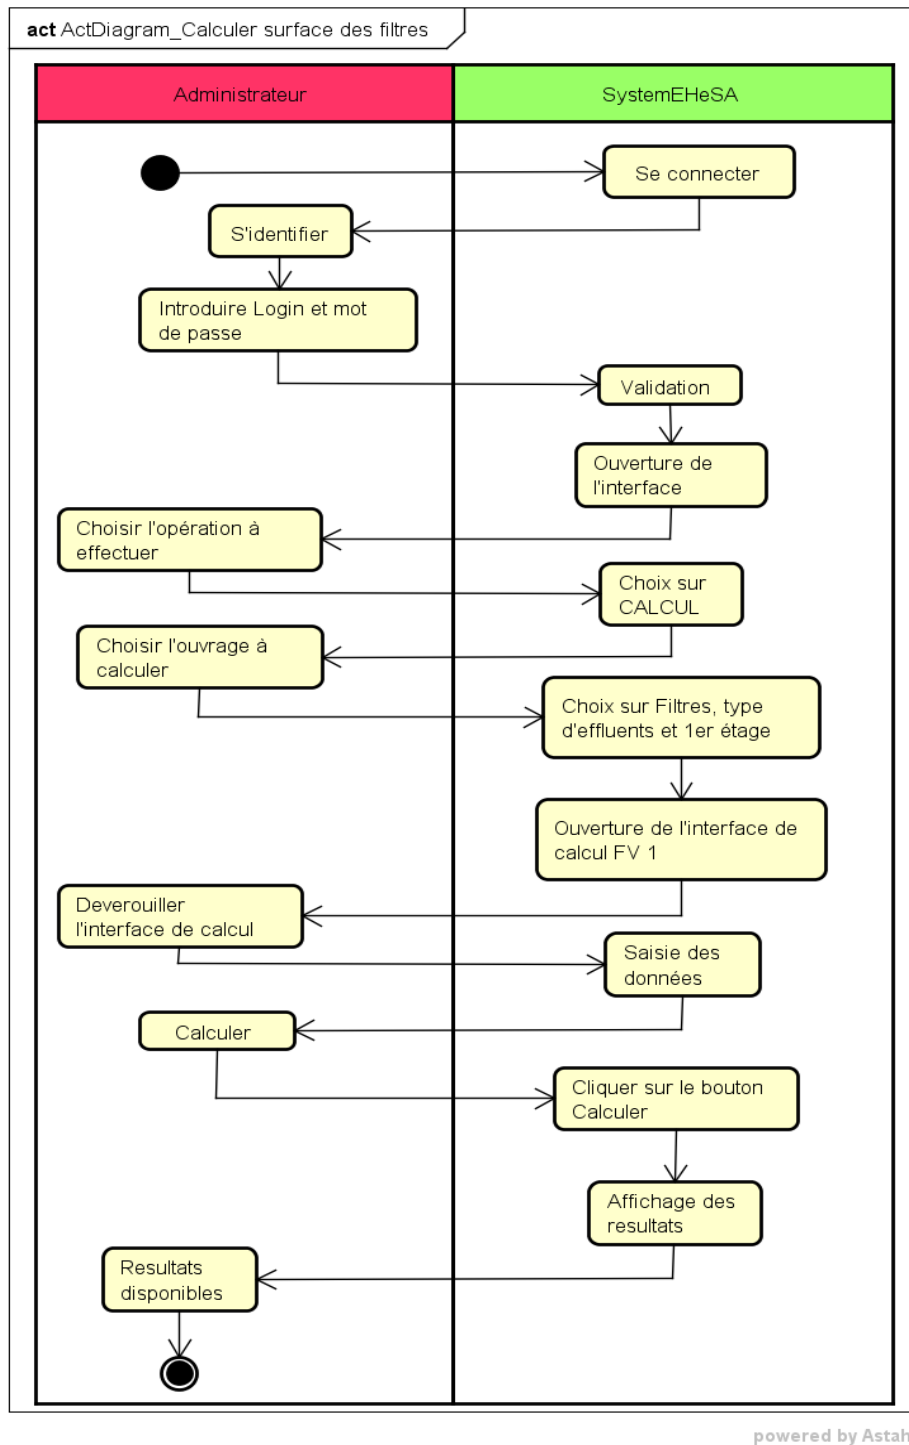 act ActDiagram_Calculer surface des filtres
Administrateur
SystemEHeSA
Se connecter
S'identifier
Introduire Login et mot
de passe
Validation
Ouverture de
l'interface
Choisir l'opération à
effectuer
Choix sur
CALCUL
Choisir l'ouvrage à
calculer
Choix sur Filtres, type
d'effluents et 1er étage
Ouverture de l'interface de
calcul FV 1
Deverouiller
l'interface de calcul
Saisie des
données
Calculer
Cliquer sur le bouton
Calculer
Affichage des
resultats
Resultats
disponibles
powered by Astah